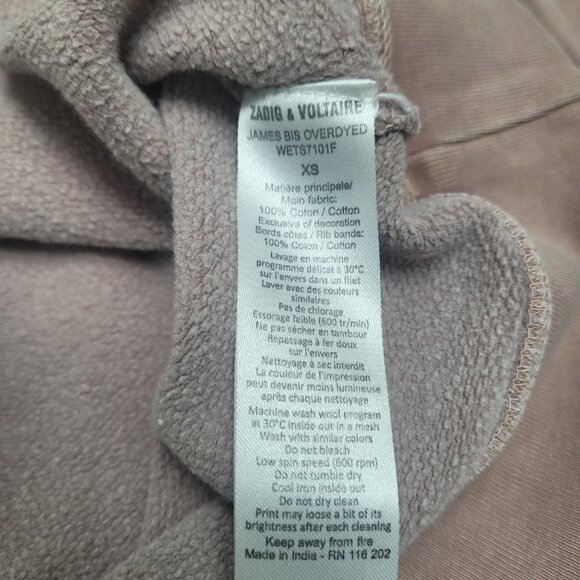 ZADIG & VOLTAIRE
JAMES BIS OVERDYED
WETS7101F
XS
Matière principale/
Main fabric:
100% Coton / Cotton
Exclusive of decoration
Bords côtes / Rib bands:
100% Coton / Cotton
Lavage en machine
programme délicat à 30°C
sur l'envers dans un filet
Laver avec des couleurs
similaires
Pas de chlorage
Essorage faible (600 tr/min)
Ne pas sécher en tambour
Repassage à fer doux
sur l'envers
Nettoyage à sec interdit
La couleur de l'impression
peut devenir moins lumineuse
après chaque nettoyage
Machine wash wool program
at 30°C inside out in a mesh
Wash with similar colors
Do not bleach
Low spin speed (600 rpm)
Do not tumble dry
Cool iron inside out
Do not dry clean
Print may loose a bit of its
brightness after each cleaning
Keep away from fire
Made in India - RN 116 202